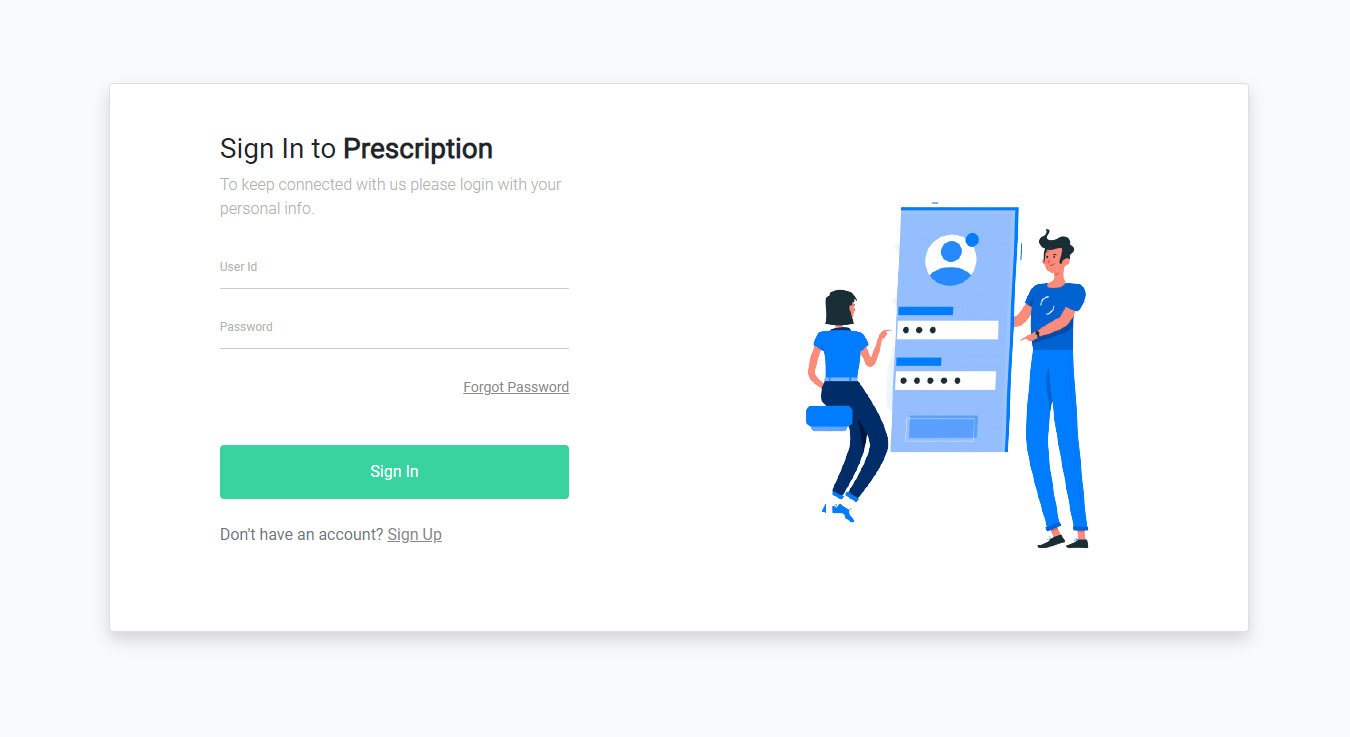 Sign In to Prescription
To keep connected with us please login with your
personal info.
User Id
Password
Forgot Password
Sign In
Don't have an account? Sign Up